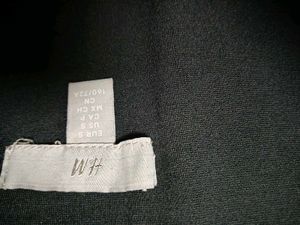 H&M
EUR S
US S
CA P
MX CH
CN
160/72A